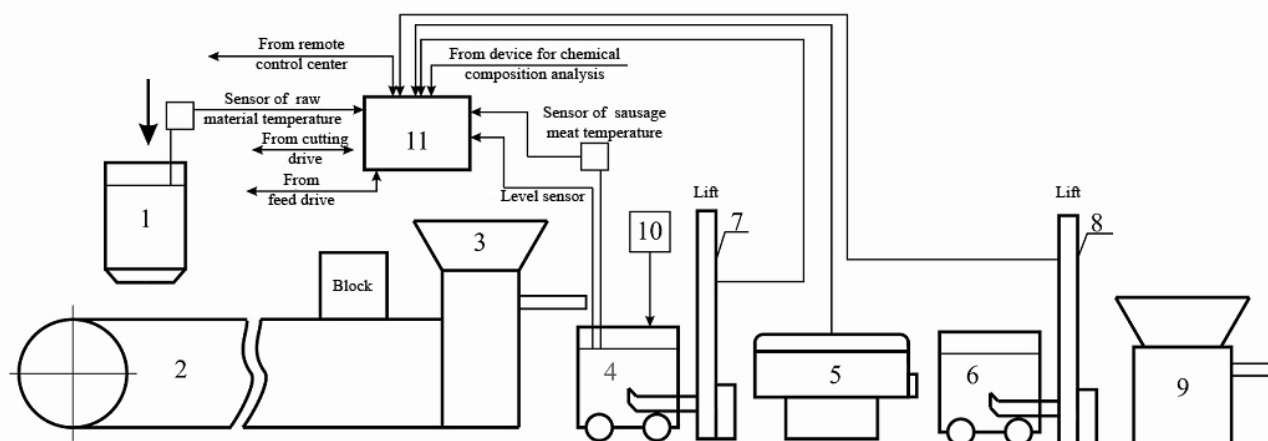 From remote
control center
From device for chemical
composition analysis
Sensor of raw
material temperature
Sensor of sausage
meat temperature
11
From cutting
drive
From
feed drive
Level sensor
Lift
Lift
1
3
10
7
8
Block
2
4
5
6
9